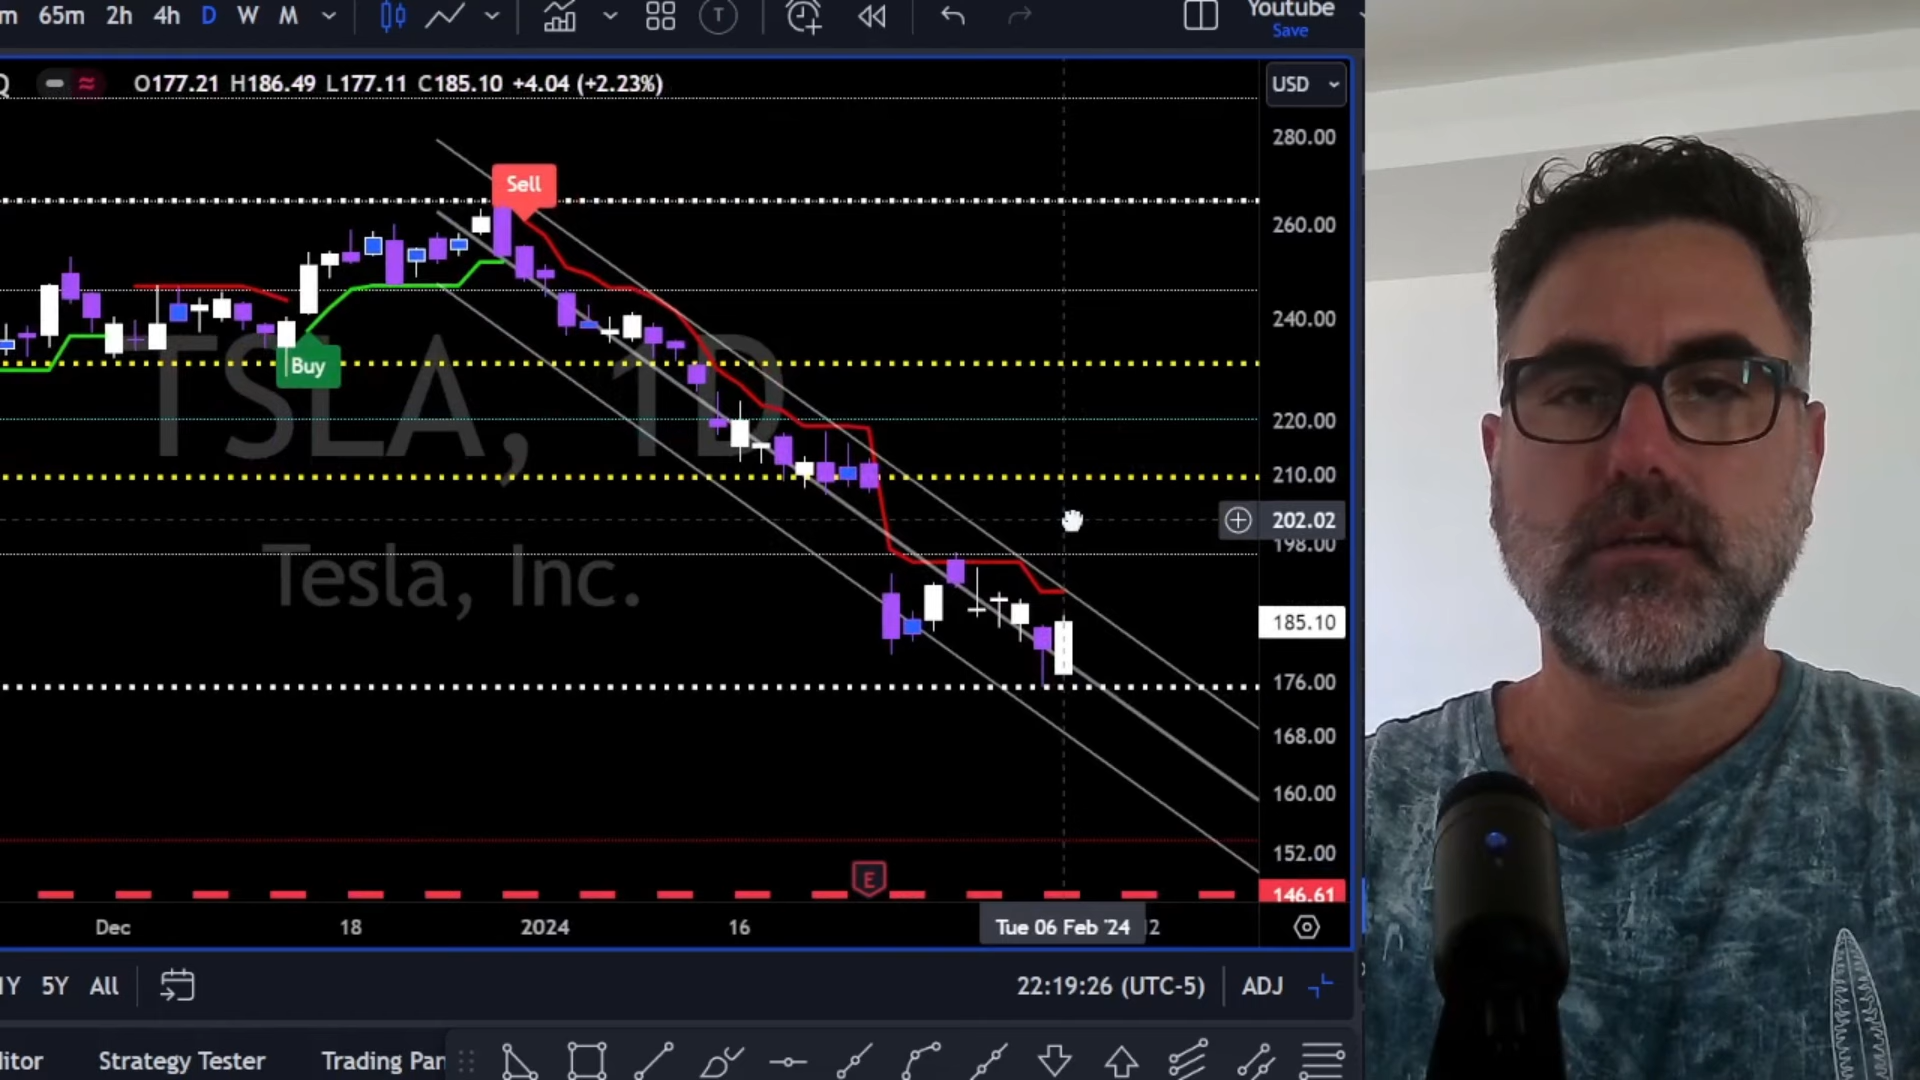 m 65m 2h 4h D W M T Youtube
Save
Q O177.21 H186.49 L177.11 C185.10 +4.04 (+2.23%) USD
280.00
Sell
260.00
240.00
Buy
TSLA, 1D
220.00
210.00
202.02
198.00
Tesla, Inc.
185.10
176.00
168.00
160.00
152.00
E
146.61
Dec 18 2024 16 Tue 06 Feb '24 12
1Y 5Y All 22:19:26 (UTC-5) ADJ
itor Strategy Tester Trading Pan